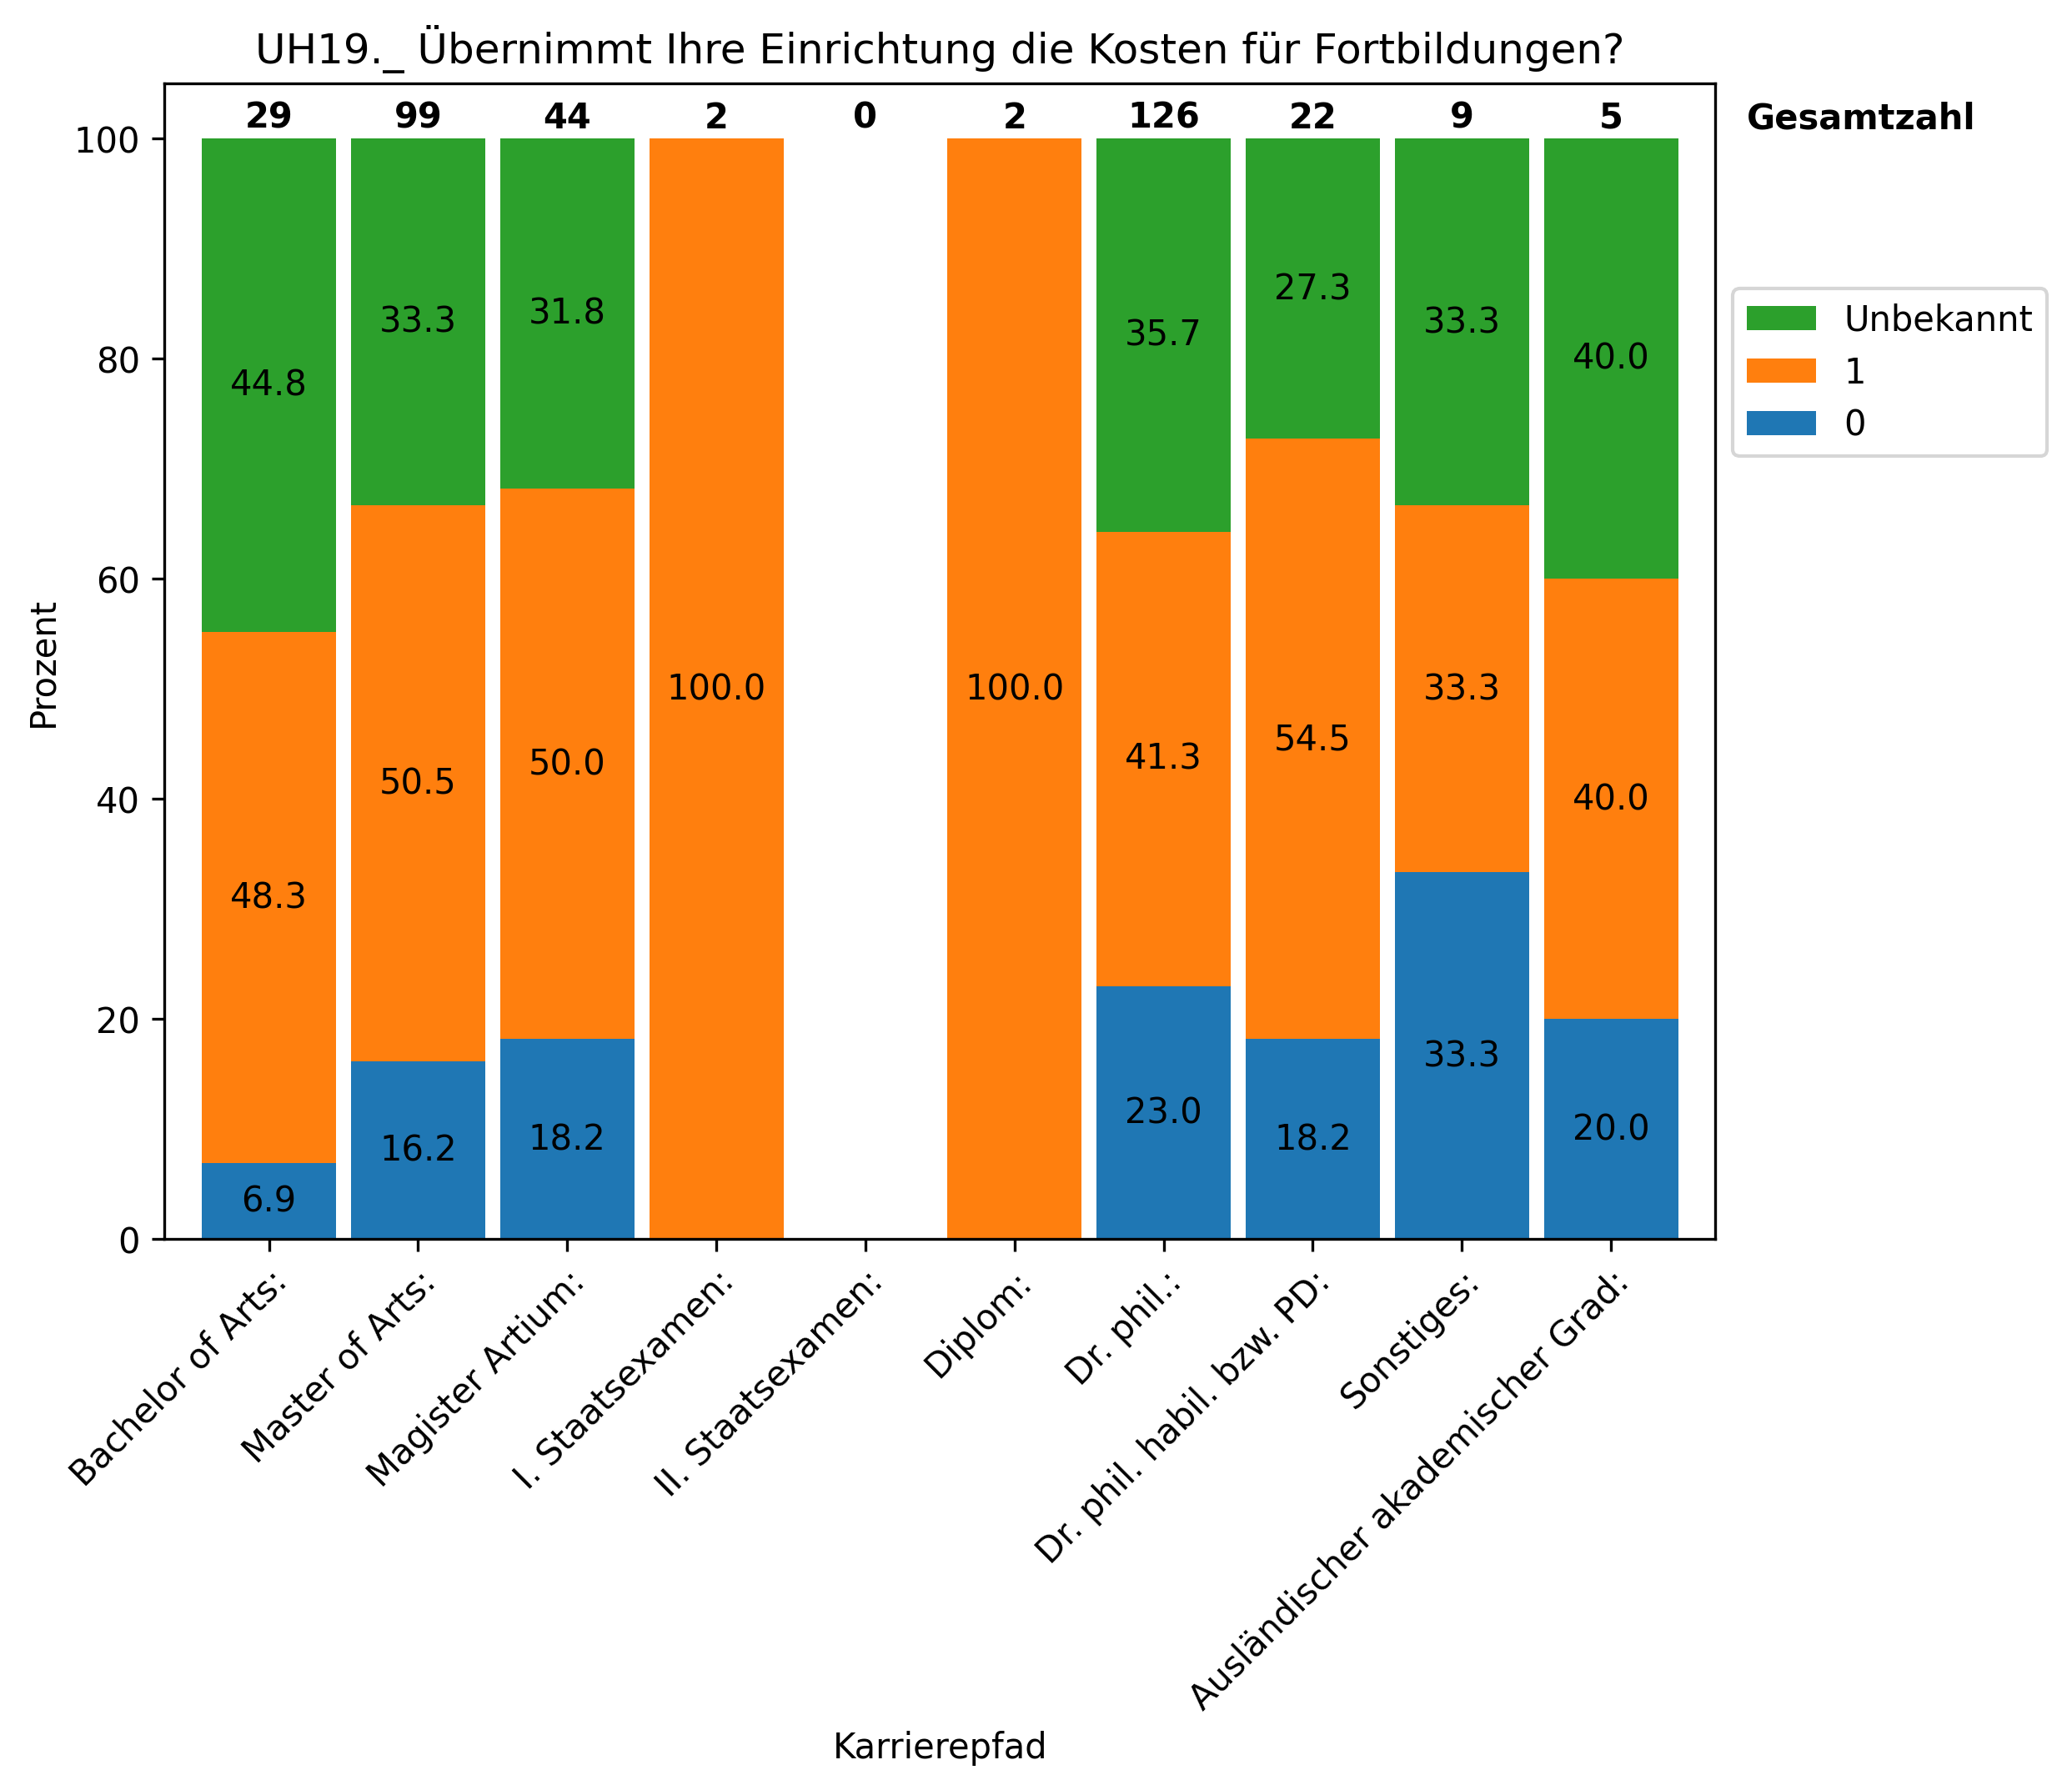 UH19._ Übernimmt Ihre Einrichtung die Kosten für Fortbildungen?
29 99 44 2 0 2 126 22 9 5 Gesamtzahl
100
80
60
40
20
0
Prozent
44.8
48.3
6.9
33.3
50.5
16.2
31.8
50.0
18.2
100.0
100.0
35.7
41.3
23.0
27.3
54.5
18.2
33.3
33.3
33.3
40.0
40.0
20.0
Unbekannt
1
0
Bachelor of Arts:
Master of Arts:
Magister Artium:
I. Staatsexamen:
II. Staatsexamen:
Diplom:
Dr. phil.:
Dr. phil. habil. bzw. PD:
Sonstiges:
Ausländischer akademischer Grad:
Karrierepfad